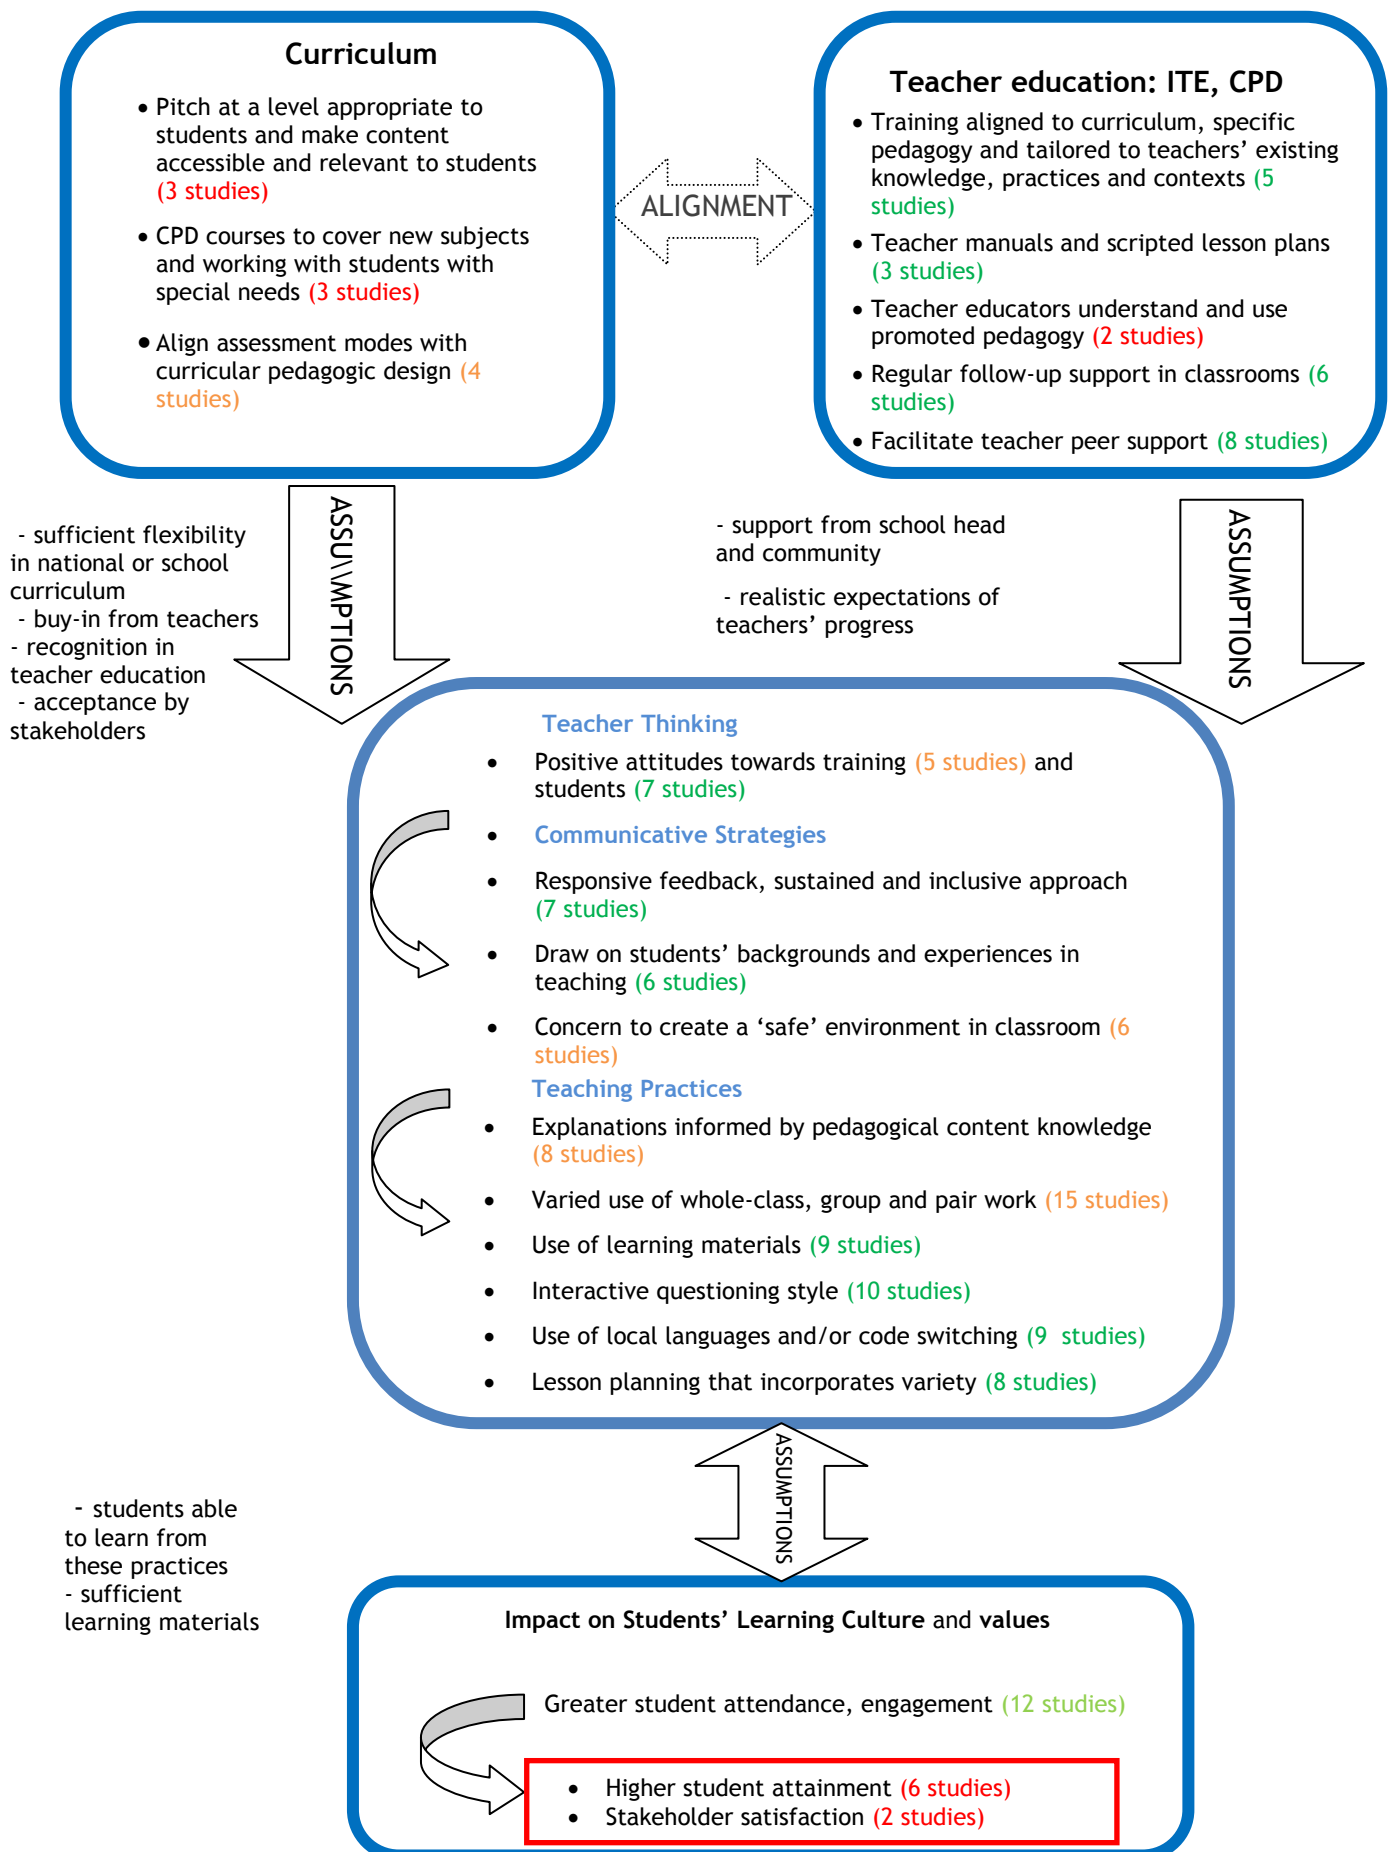 Curriculum
• Pitch at a level appropriate to
students and make content
accessible and relevant to students
(3 studies)
• CPD courses to cover new subjects
and working with students with
special needs (3 studies)
• Align assessment modes with
curricular pedagogic design (4
studies)
ALIGNMENT
Teacher education: ITE, CPD
• Training aligned to curriculum, specific
pedagogy and tailored to teachers’ existing
knowledge, practices and contexts (5
studies)
• Teacher manuals and scripted lesson plans
(3 studies)
• Teacher educators understand and use
promoted pedagogy (2 studies)
• Regular follow-up support in classrooms (6
studies)
• Facilitate teacher peer support (8 studies)
- sufficient flexibility
in national or school
curriculum
- buy-in from teachers
- recognition in
teacher education
- acceptance by
stakeholders
ASSU\\MPTIONS
- support from school head
and community
- realistic expectations of
teachers’ progress
ASSUMPTIONS
Teacher Thinking
• Positive attitudes towards training (5 studies) and
students (7 studies)
• Communicative Strategies
• Responsive feedback, sustained and inclusive approach
(7 studies)
• Draw on students’ backgrounds and experiences in
teaching (6 studies)
• Concern to create a ‘safe’ environment in classroom (6
studies)
Teaching Practices
• Explanations informed by pedagogical content knowledge
(8 studies)
• Varied use of whole-class, group and pair work (15 studies)
• Use of learning materials (9 studies)
• Interactive questioning style (10 studies)
• Use of local languages and/or code switching (9 studies)
• Lesson planning that incorporates variety (8 studies)
ASSUMPTIONS
- students able
to learn from
these practices
- sufficient
learning materials
Impact on Students’ Learning Culture and values
Greater student attendance, engagement (12 studies)
• Higher student attainment (6 studies)
• Stakeholder satisfaction (2 studies)